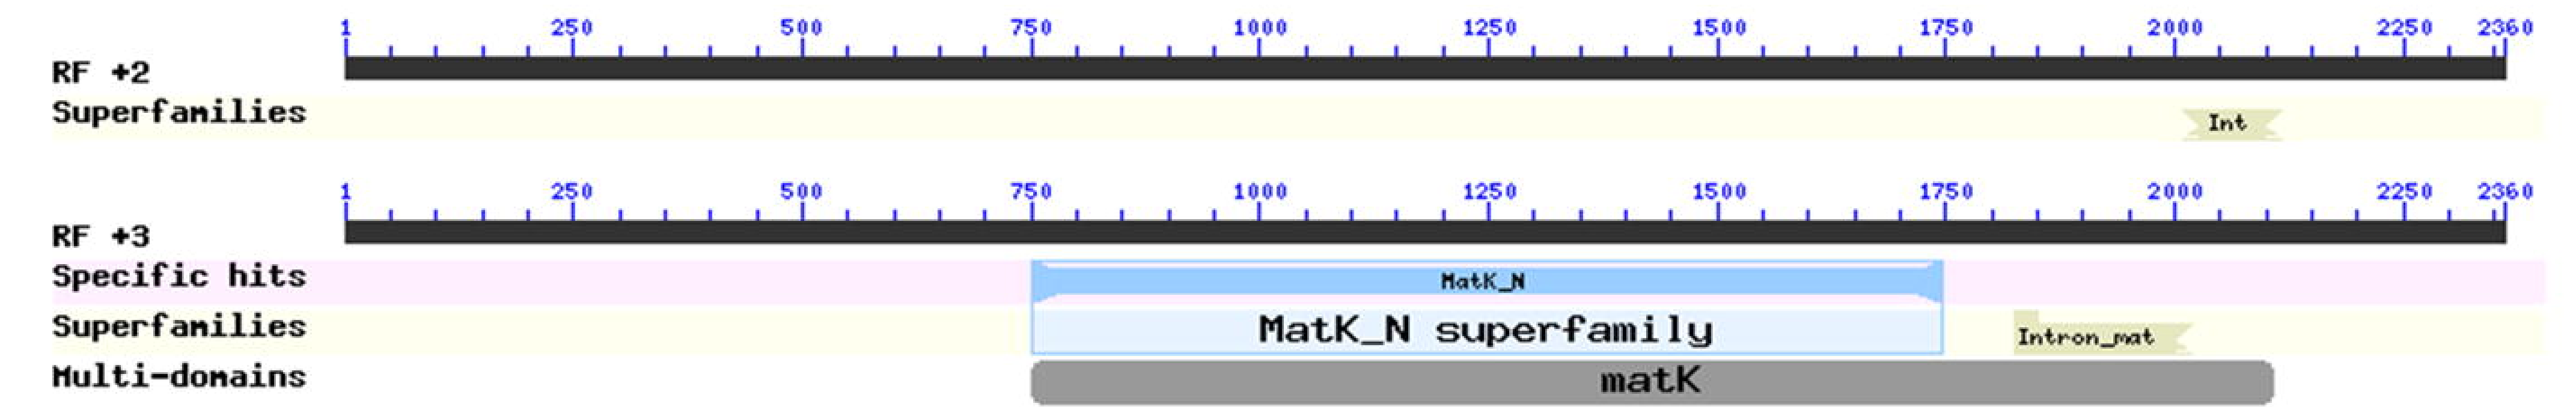 1 250 500 750 1000 1250 1500 1750 2000 2250 2360
RF +2
Superfamilies Int
1 250 500 750 1000 1250 1500 1750 2000 2250 2360
RF +3
Specific hits MatK_N
Superfamilies MatK_N superfamily Intron_mat
Multi-domains matK